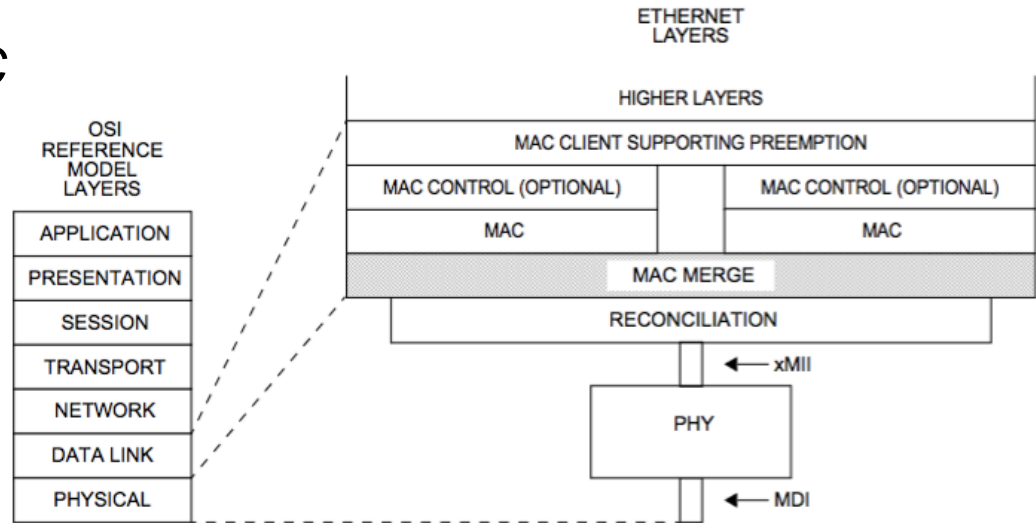 C
ETHERNET
LAYERS
OSI
REFERENCE
MODEL
LAYERS
APPLICATION
PRESENTATION
SESSION
TRANSPORT
NETWORK
DATA LINK
PHYSICAL
HIGHER LAYERS
MAC CLIENT SUPPORTING PREEMPTION
MAC CONTROL (OPTIONAL)
MAC CONTROL (OPTIONAL)
MAC
MAC
MAC MERGE
RECONCILIATION
xMII
PHY
MDI